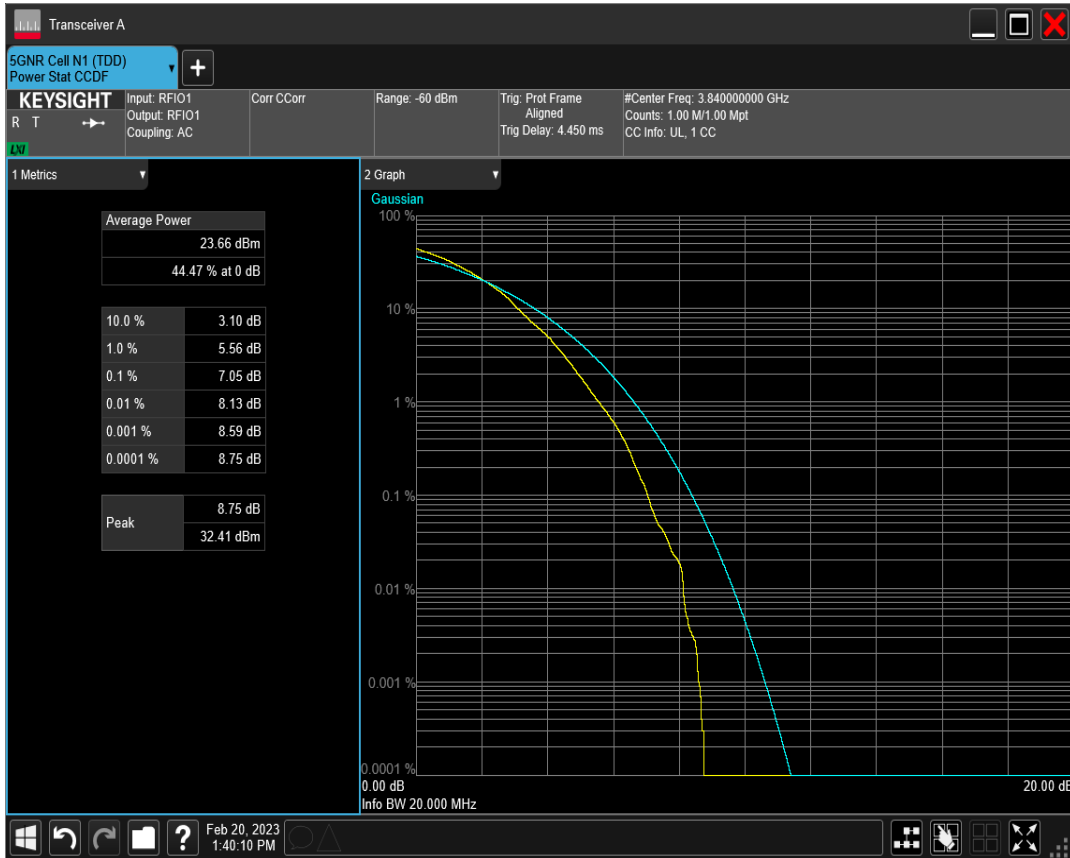 Transceiver A
5GNR Cell N1 (TDD)
Power Stat CCDF
+
KEYSIGHT
R T
LXI
Input: RFIO1
Output: RFIO1
Coupling: AC
Corr CCorr
Range: -60 dBm
Trig: Prot Frame
Aligned
Trig Delay: 4.450 ms
#Center Freq: 3.840000000 GHz
Counts: 1.00 M/1.00 Mpt
CC Info: UL, 1 CC
1 Metrics
Average Power
23.66 dBm
44.47 % at 0 dB
10.0 % 3.10 dB
1.0 % 5.56 dB
0.1 % 7.05 dB
0.01 % 8.13 dB
0.001 % 8.59 dB
0.0001 % 8.75 dB
Peak
8.75 dB
32.41 dBm
2 Graph
Gaussian
100 %
10 %
1 %
0.1 %
0.01 %
0.001 %
0.0001 %
0.00 dB 20.00 dB
Info BW 20.000 MHz
?
Feb 20, 2023
1:40:10 PM